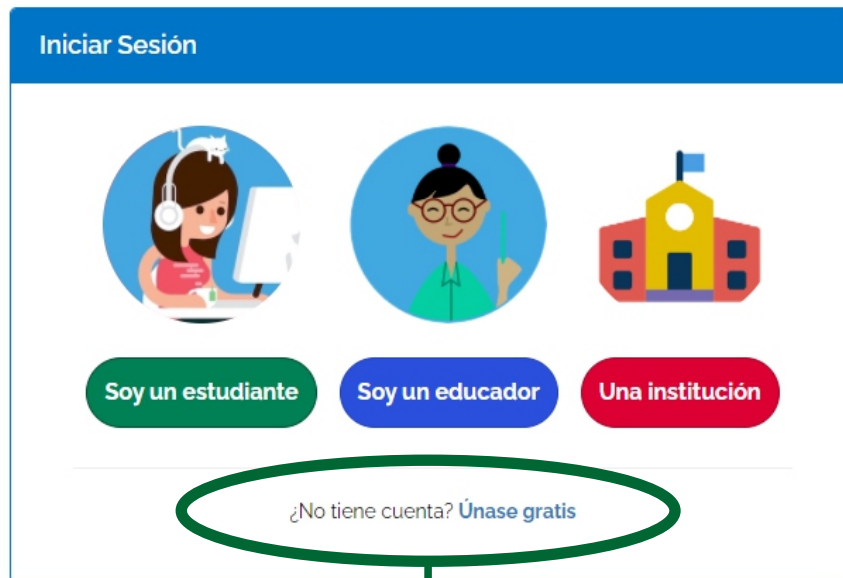 Iniciar Sesión
Soy un estudiante
Soy un educador
Una institución
¿No tiene cuenta? Únase gratis